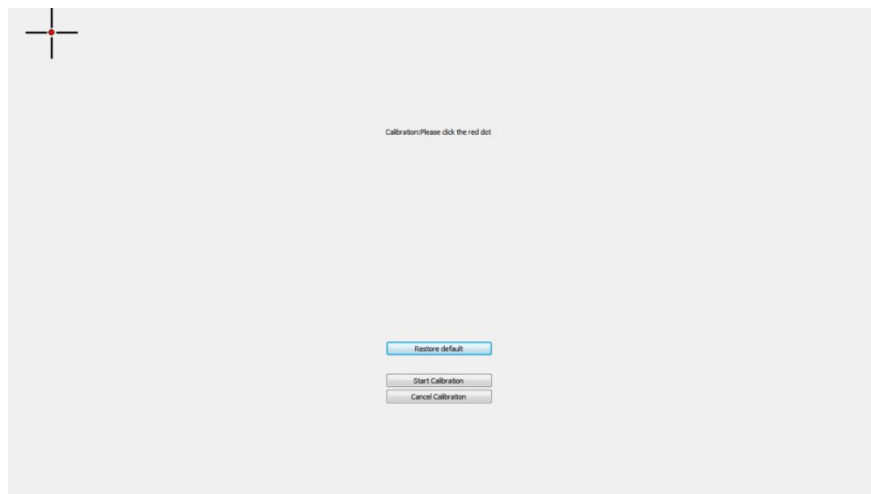 Calibration:Please click the red dot
Restore default
Start Calibration
Cancel Calibration